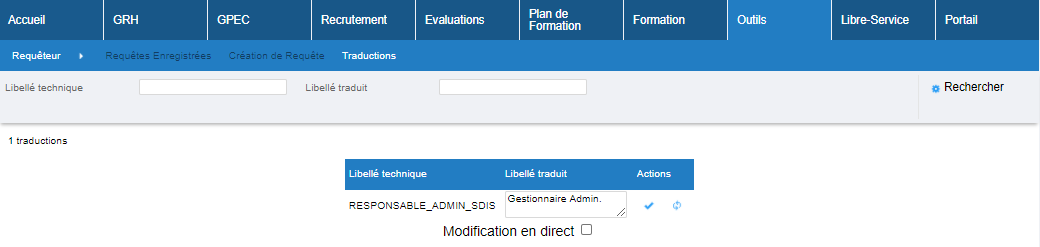 Accueil GRH GPEC Recrutement Evaluations Plan de Formation Formation Outils Libre-Service Portail
Requêteur Requêtes Enregistrées Création de Requête Traductions
Libellé technique Libellé traduit Rechercher
1 traductions
Libellé technique Libellé traduit Actions
RESPONSABLE_ADMIN_SDIS Gestionnaire Admin.
Modification en direct